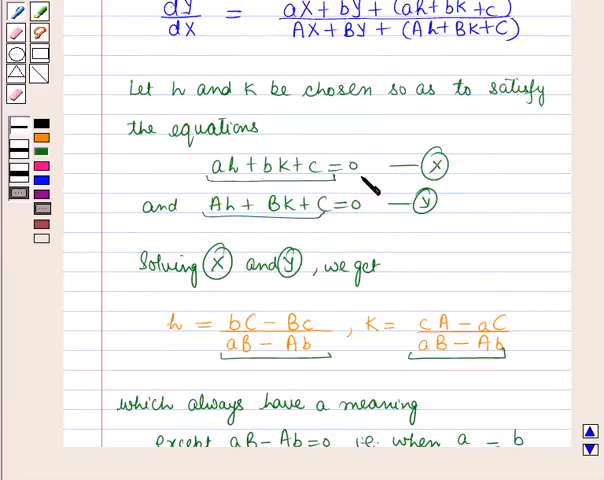 dy/dx = aX + bY + (ah + bk + c) / AX + BY + (Ah + BK + C)
Let h and K be chosen so as to satisfy
the equations
ah + bK + c = 0 — (X)
and Ah + BK + C = 0 — (Y)
Solving (X) and (Y), we get
h = bC - Bc / aB - Ab , K = cA - aC / aB - Ab
which always have a meaning
except aB - Ab = 0 i.e. when a = b